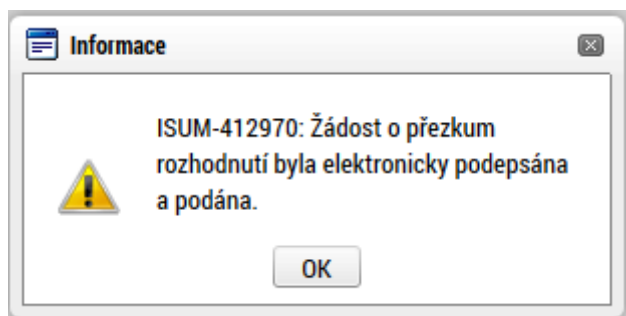 Informace
ISUM-412970: Žádost o přezkum
rozhodnutí byla elektronicky podepsána
a podána.
OK